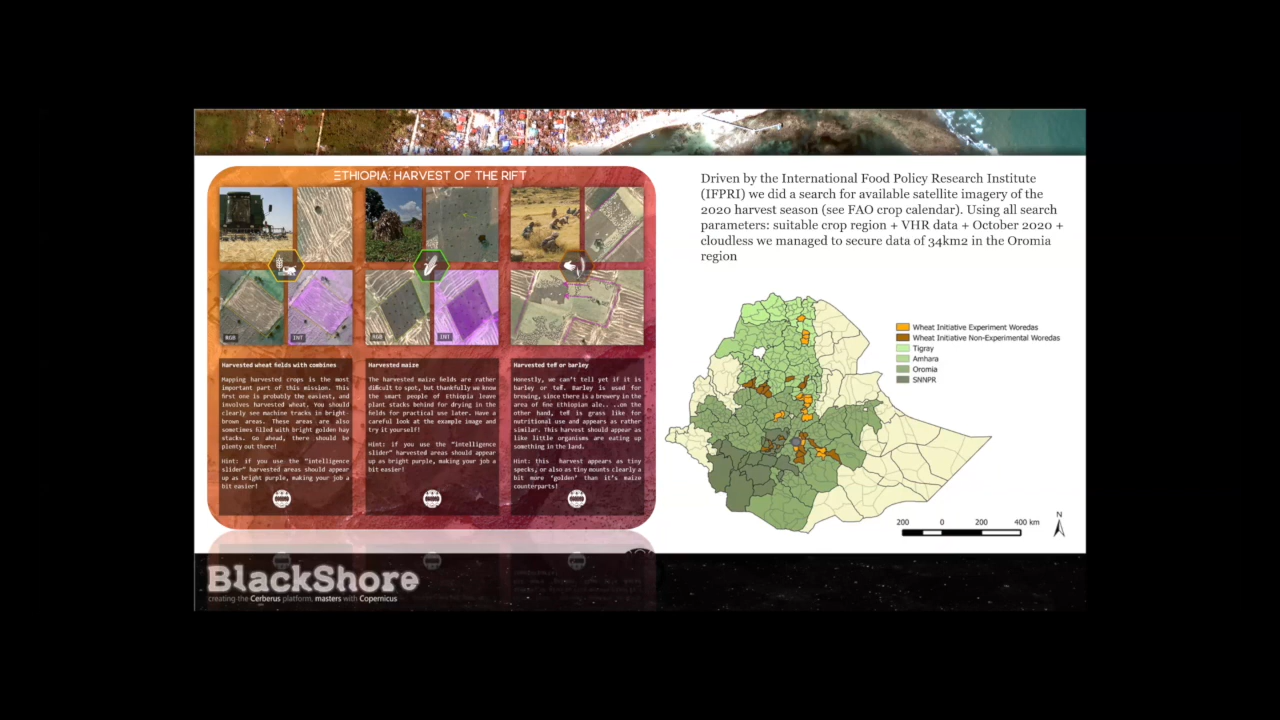 ETHIOPIA: HARVEST OF THE RIFT
RGB
INT
RGB
INT
Harvested wheat fields with combines
Mapping harvested crops is the most
important part of this mission. This
first one is probably the easiest, and
involves harvested wheat. You should
clearly see machine tracks in bright-
brown areas. These areas are also
sometimes filled with bright golden hay
stacks. Go ahead, there should be
plenty out there!
Hint: if you use the "intelligence
slider" harvested areas should appear
up as bright purple, making your job a
bit easier!
Harvested maize
The harvested maize fields are rather
difficult to spot, but thankfully we know
the smart people of Ethiopia leave
plant stacks behind for drying in the
fields for practical use later. Have a
careful look at the example image and
try it yourself!
Hint: if you use the "intelligence
slider" harvested areas should appear
up as bright purple, making your job a
bit easier!
Harvested teff or barley
Honestly, we can't tell yet if it is
barley or teff. Barley is used for
brewing, since there is a brewery in the
area of fine Ethiopian ale.. ..on the
other hand, teff is grass like for
nutritional use and appears as rather
similar. This harvest should appear as
like little organisms are eating up
something in the land.
Hint: this harvest appears as tiny
specks, or also as tiny mounts clearly a
bit more 'golden' than it's maize
counterparts!
Driven by the International Food Policy Research Institute
(IFPRI) we did a search for available satellite imagery of the
2020 harvest season (see FAO crop calendar). Using all search
parameters: suitable crop region + VHR data + October 2020 +
cloudless we managed to secure data of 34km2 in the Oromia
region
Wheat Initiative Experiment Woredas
Wheat Initiative Non-Experimental Woredas
Tigray
Amhara
Oromia
SNNPR
200 0 200 400 km
N
BlackShore
creating the Cerberus platform, masters with Copernicus